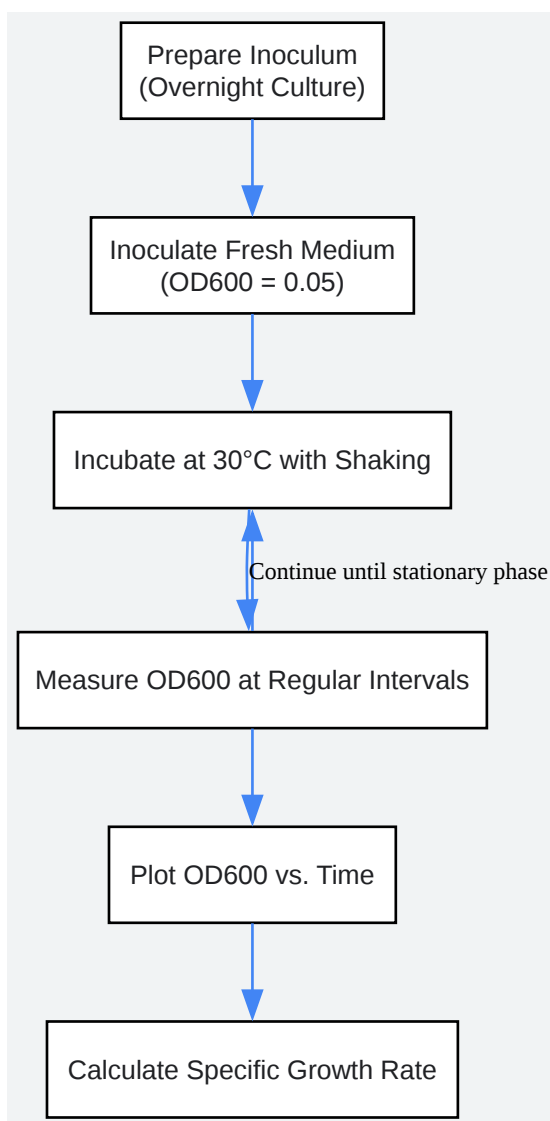 Prepare Inoculum
(Overnight Culture)
Inoculate Fresh Medium
(OD600 = 0.05)
Incubate at 30°C with Shaking
Continue until stationary phase
Measure OD600 at Regular Intervals
Plot OD600 vs. Time
Calculate Specific Growth Rate